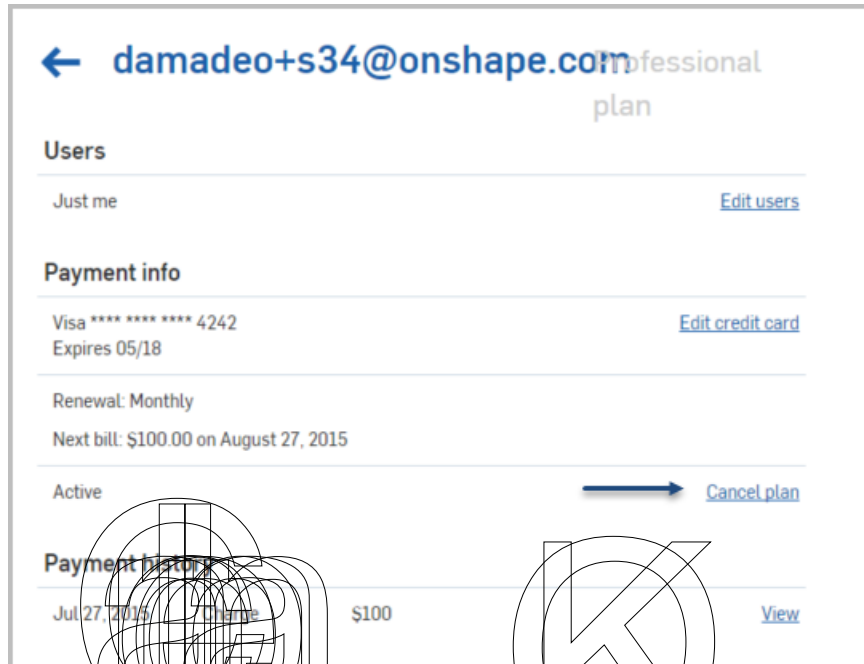 damadeo+s34@onshape.com Professional
plan
Users
Just me Edit users
Payment info
Visa **** **** **** 4242 Edit credit card
Expires 05/18
Renewal: Monthly
Next bill: $100.00 on August 27, 2015
Active Cancel plan
Payment history
Jul 27, 2015 Charge $100 View